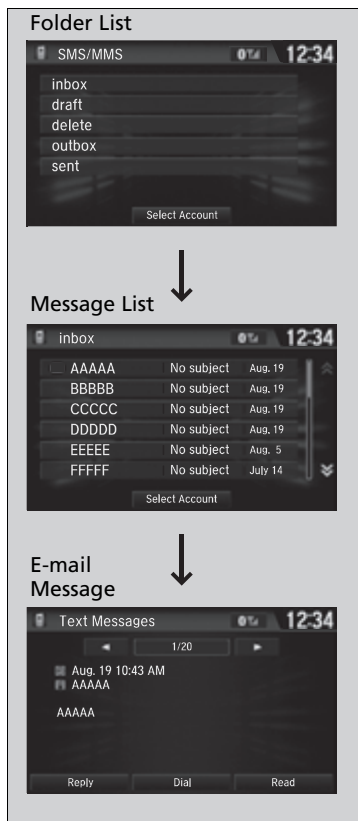 Folder List
SMS/MMS 12:34
inbox
draft
delete
outbox
sent
Select Account
Message List
inbox 12:34
AAAAA No subject Aug. 19
BBBBB No subject Aug. 19
CCCCC No subject Aug. 19
DDDDD No subject Aug. 19
EEEEE No subject Aug. 5
FFFFF No subject July 14
Select Account
E-mail
Message
Text Messages 12:34
1/20
Aug. 19 10:43 AM
AAAAA
AAAAA
Reply Dial Read